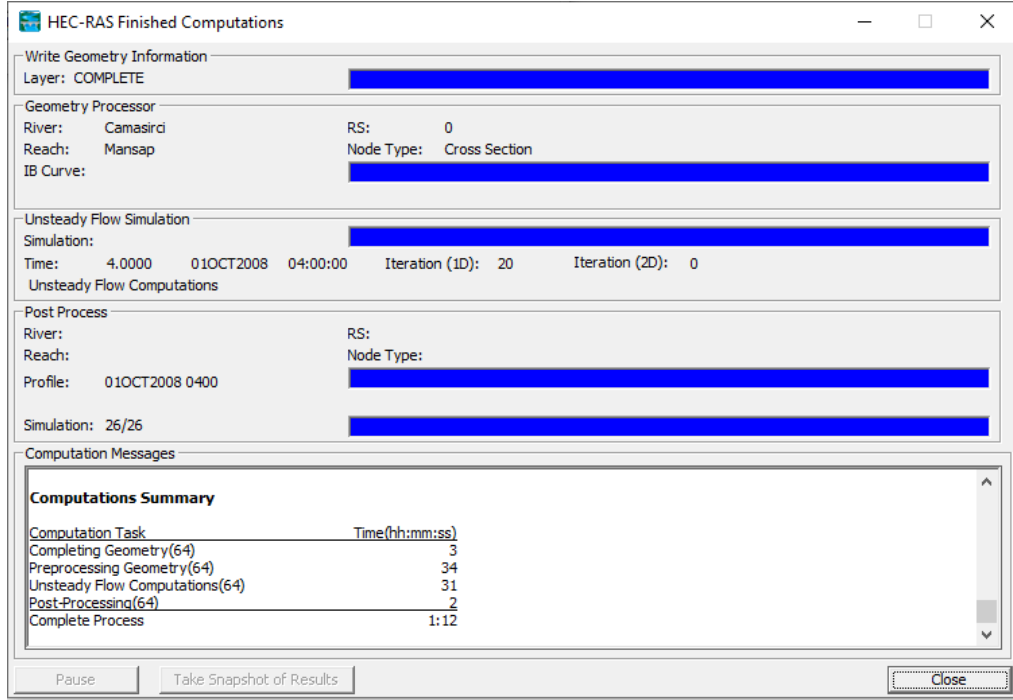 HEC-RAS Finished Computations
Write Geometry Information
Layer: COMPLETE
Geometry Processor
River: Camasirci RS: 0
Reach: Mansap Node Type: Cross Section
IB Curve:
Unsteady Flow Simulation
Simulation:
Time: 4.0000 01OCT2008 04:00:00 Iteration (1D): 20 Iteration (2D): 0
Unsteady Flow Computations
Post Process
River: RS:
Reach: Node Type:
Profile: 01OCT2008 0400
Simulation: 26/26
Computation Messages
Computations Summary
Computation Task Time(hh:mm:ss)
Completing Geometry(64) 3
Preprocessing Geometry(64) 34
Unsteady Flow Computations(64) 31
Post-Processing(64) 2
Complete Process 1:12
Pause Take Snapshot of Results Close